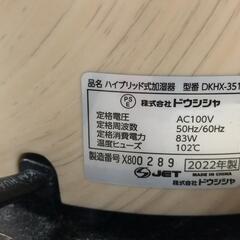 品名 ハイブリッド式加湿器 型番 DKHX-351
PS
E
株式会社ドウシシャ
定格電圧 AC100V
定格周波数 50Hz/60Hz
定格消費電力 83W
温度ヒューズ 102℃
製造番号 X800289 2022年製
株式会社ドウシシャ
JET MADE IN CHINA